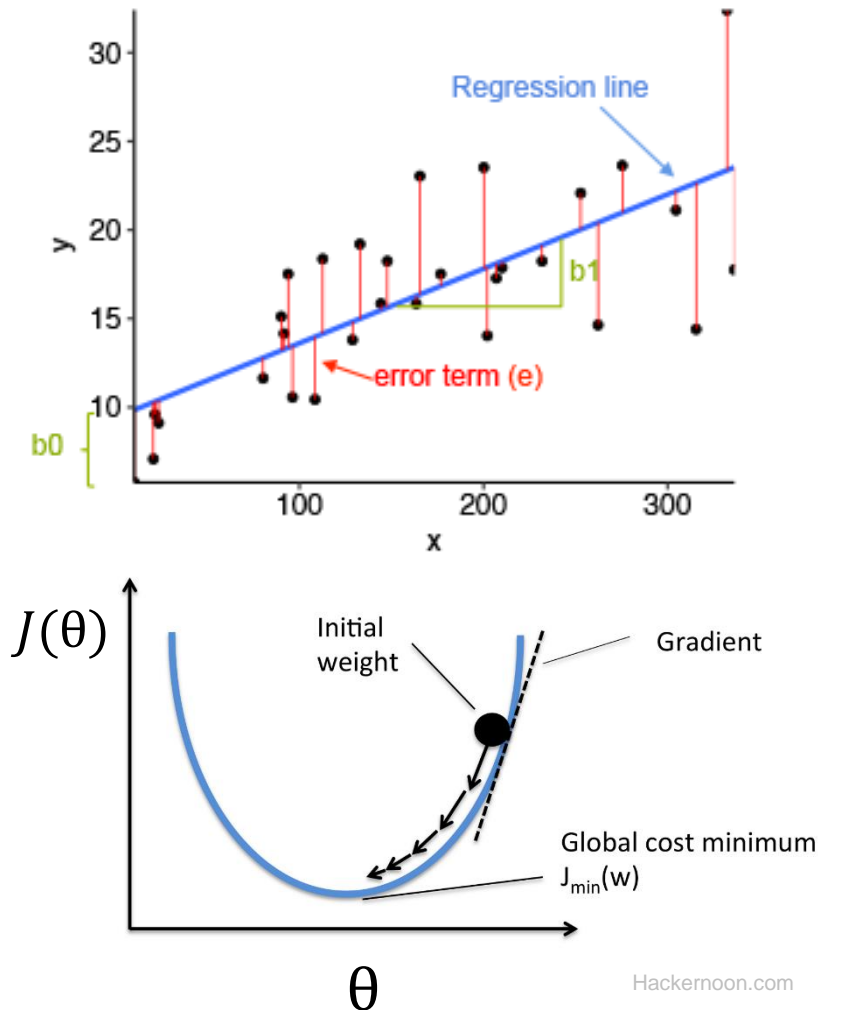 30
Regression line
25
y
20
b1
15
error term (e)
10
b0
100
200
300
x
J(θ)
Initial
weight
Gradient
Global cost minimum
Jmin(w)
θ
Hackernoon.com